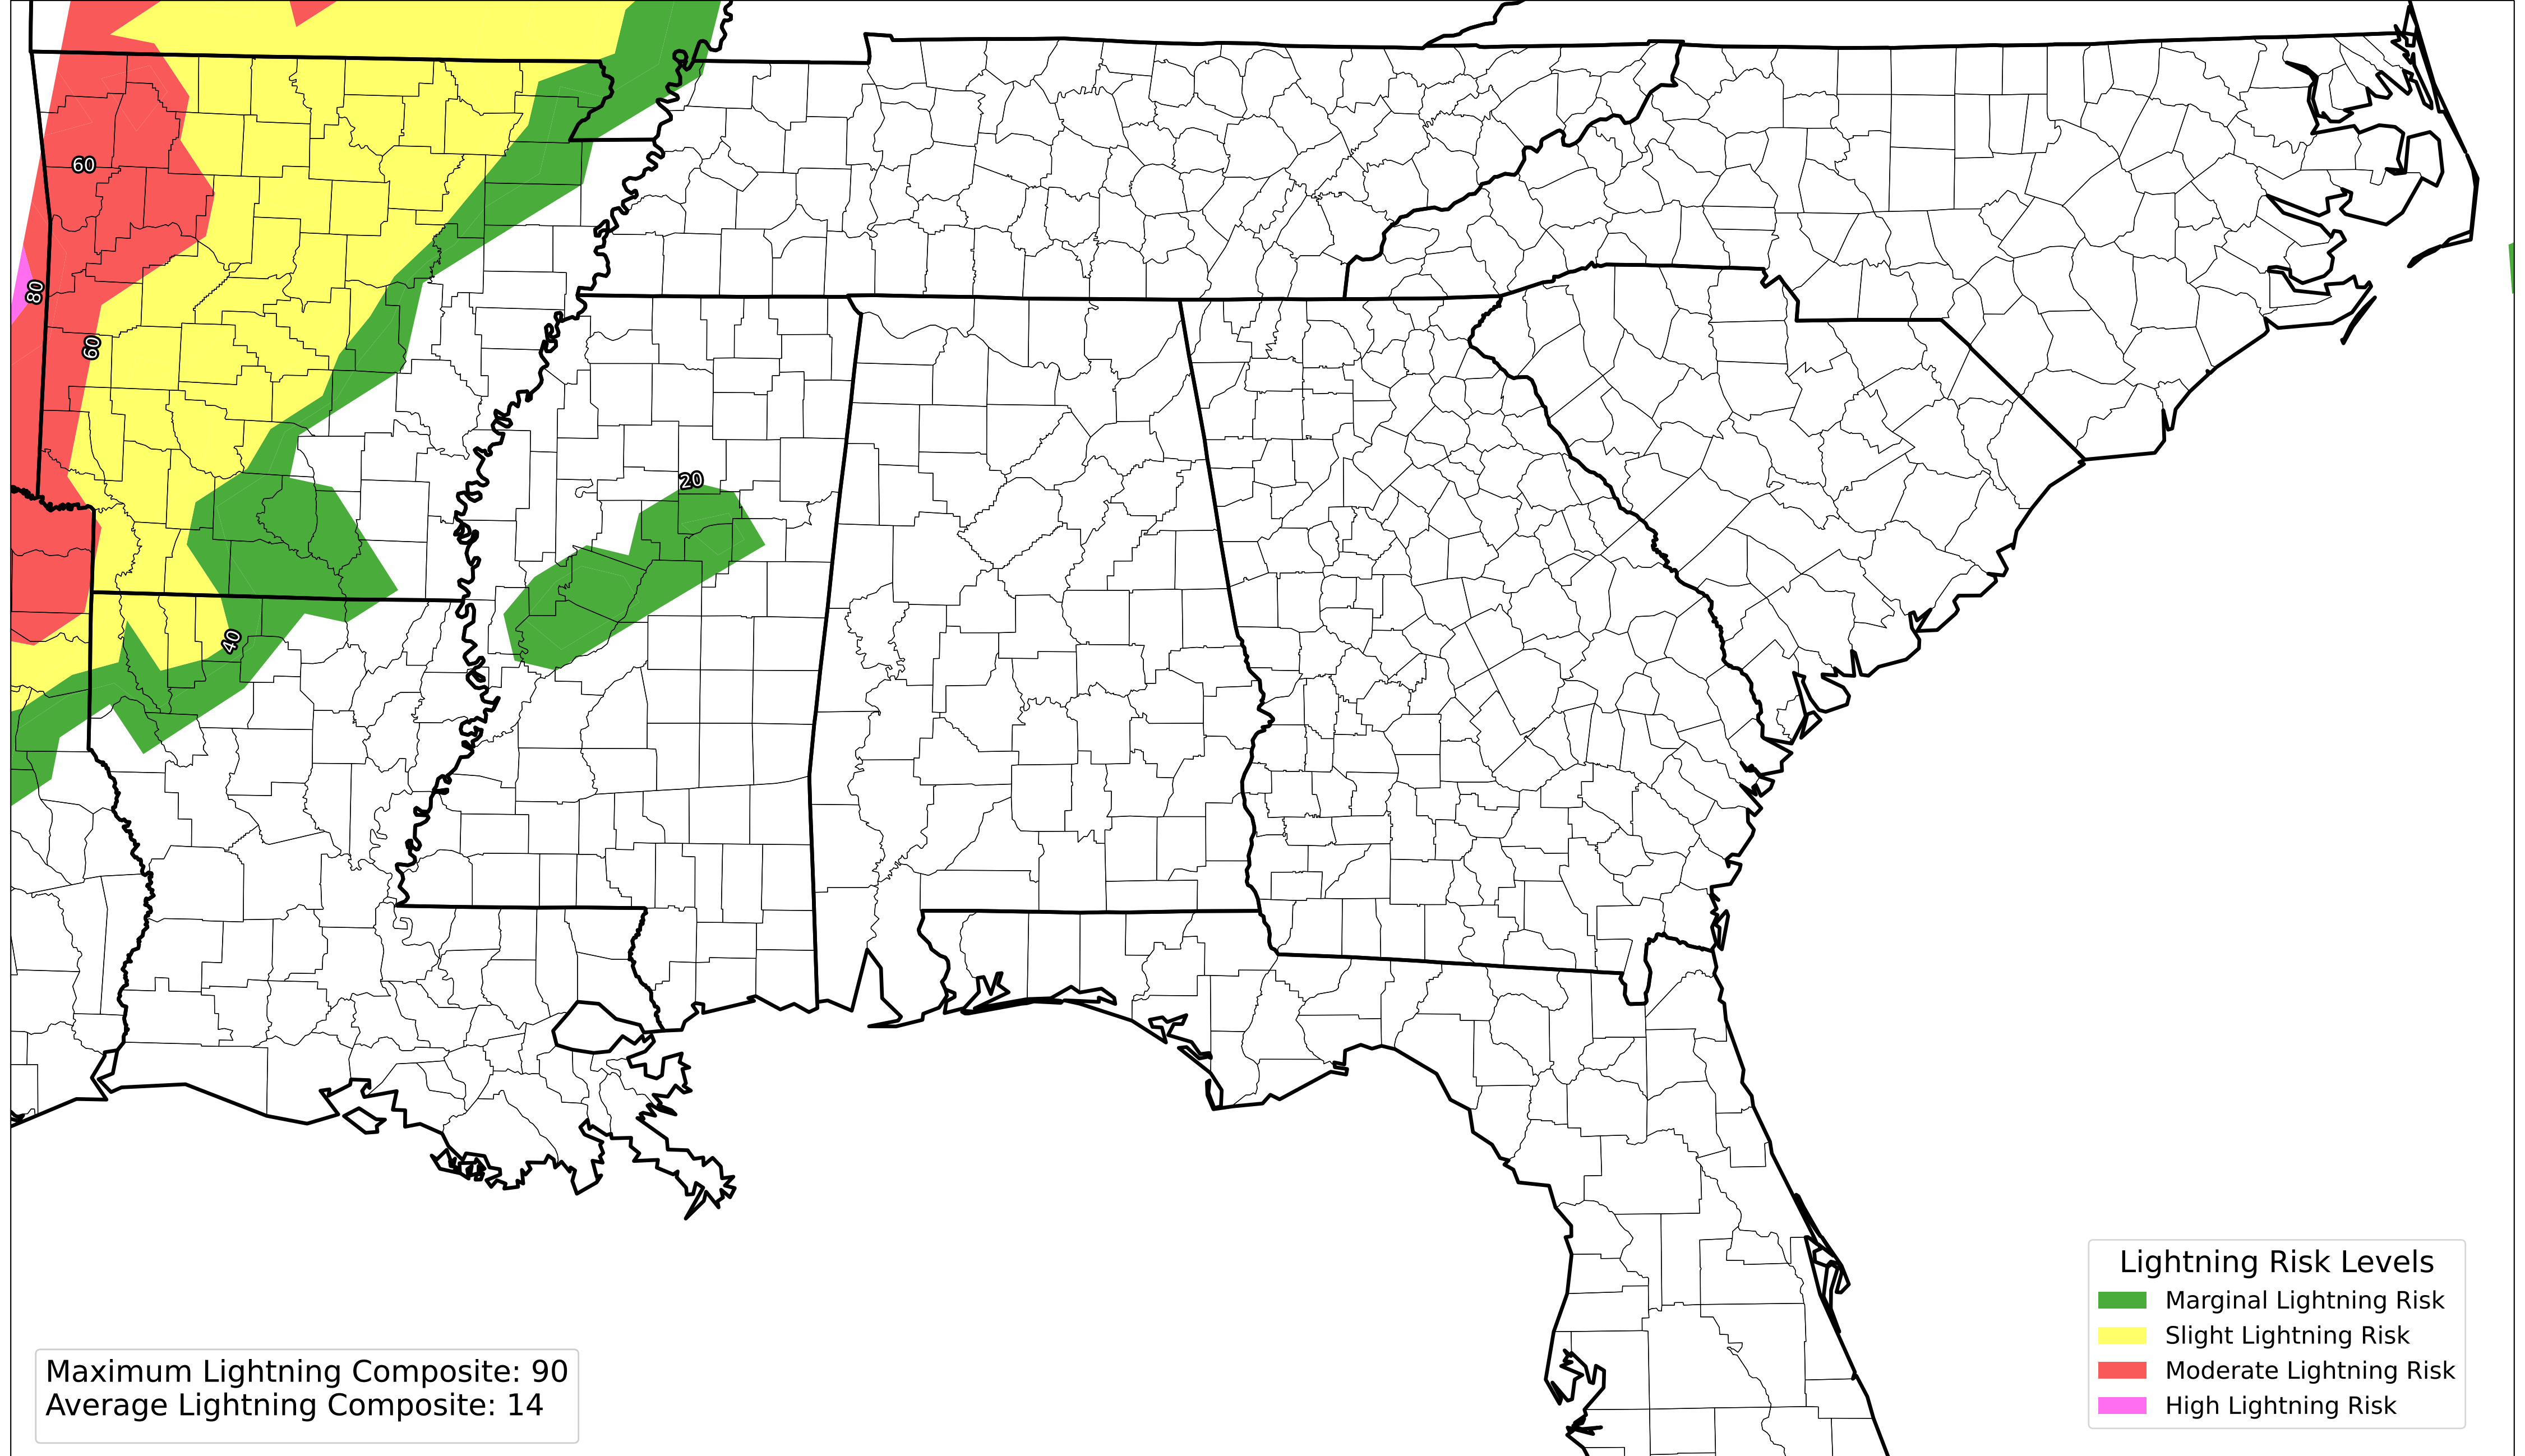 60
80
60
20
40
Lightning Risk Levels
Marginal Lightning Risk
Slight Lightning Risk
Moderate Lightning Risk
High Lightning Risk
Maximum Lightning Composite: 90
Average Lightning Composite: 14